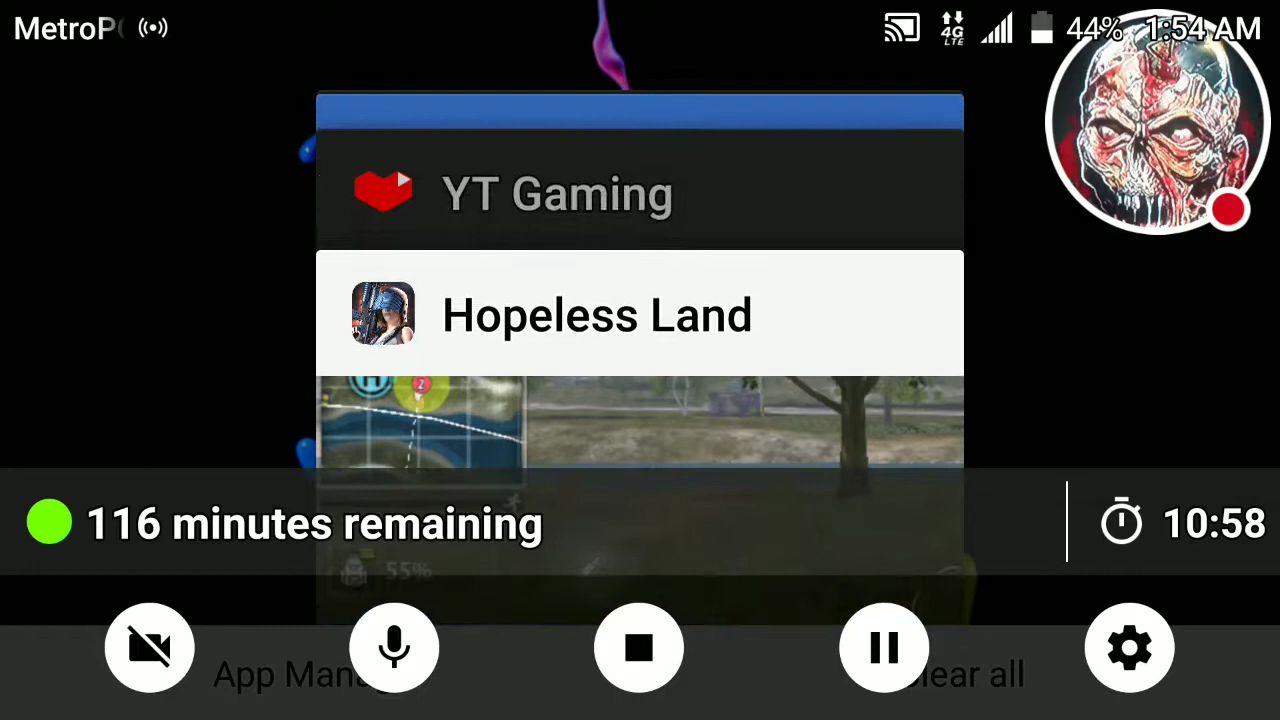 MetroP
4G
LTE
44%
1:54 AM
YT Gaming
Hopeless Land
2
116 minutes remaining
10:58
55%
App Mana
lear all